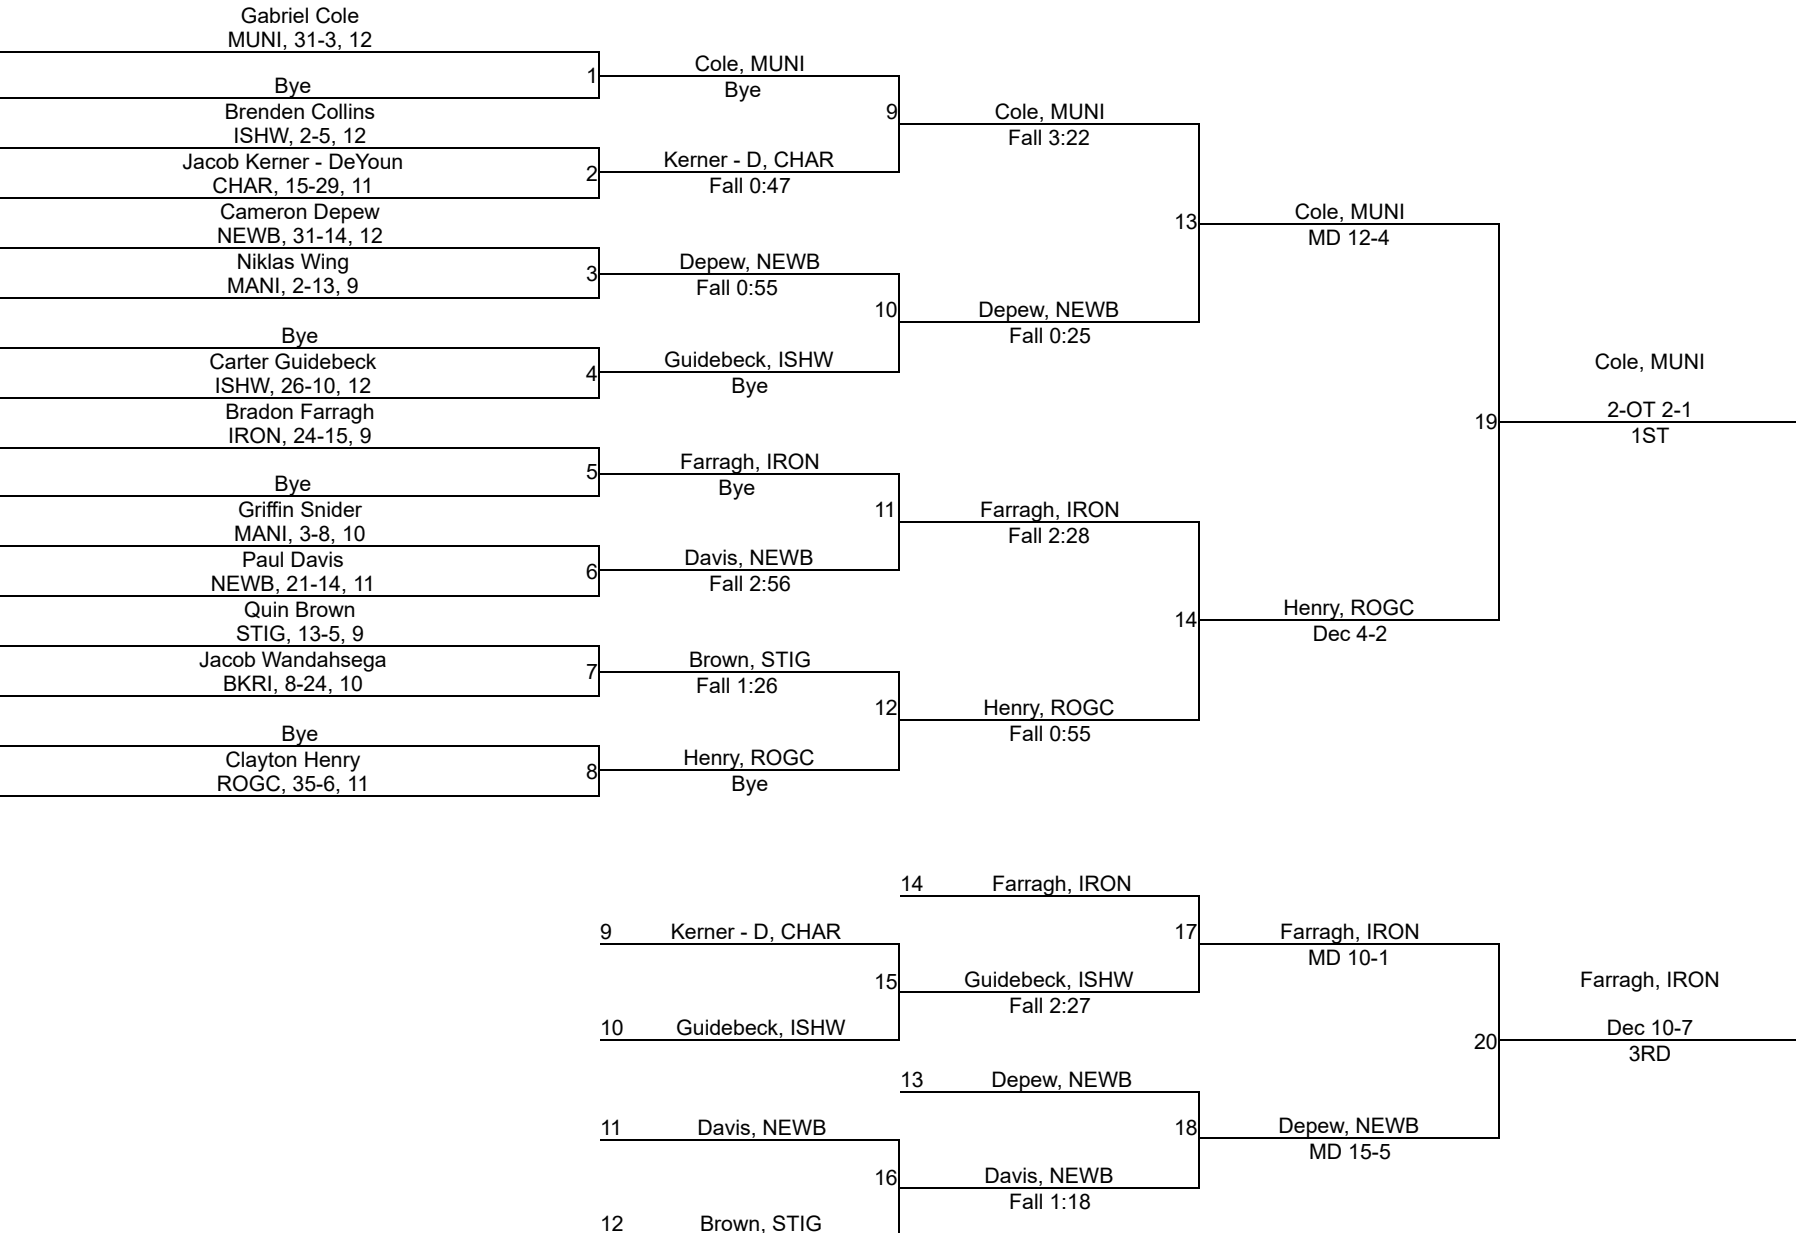 Gabriel Cole
MUNI, 31-3, 12
Bye
1
Brenden Collins
ISHW, 2-5, 12
Jacob Kerner - DeYoun
CHAR, 15-29, 11
2
Cameron Depew
NEWB, 31-14, 12
Niklas Wing
MANI, 2-13, 9
3
Bye
Carter Guidebeck
ISHW, 26-10, 12
4
Bradon Farragh
IRON, 24-15, 9
Bye
5
Griffin Snider
MANI, 3-8, 10
Paul Davis
NEWB, 21-14, 11
6
Quin Brown
STIG, 13-5, 9
Jacob Wandahsega
BKRI, 8-24, 10
7
Bye
Clayton Henry
ROGC, 35-6, 11
8
Cole, MUNI
Bye
9
Kerner - D, CHAR
Fall 0:47
Depew, NEWB
Fall 0:55
10
Guidebeck, ISHW
Bye
Farragh, IRON
Bye
11
Davis, NEWB
Fall 2:56
Brown, STIG
Fall 1:26
12
Henry, ROGC
Bye
Cole, MUNI
Fall 3:22
13
Depew, NEWB
Fall 0:25
Farragh, IRON
Fall 2:28
14
Henry, ROGC
Fall 0:55
Cole, MUNI
MD 12-4
19
Henry, ROGC
Dec 4-2
Cole, MUNI
2-OT 2-1
1ST
14 Farragh, IRON
9 Kerner - D, CHAR
17
15
Guidebeck, ISHW
Fall 2:27
10 Guidebeck, ISHW
13 Depew, NEWB
11 Davis, NEWB
18
16
Davis, NEWB
Fall 1:18
12 Brown, STIG
Farragh, IRON
MD 10-1
20
Depew, NEWB
MD 15-5
Farragh, IRON
Dec 10-7
3RD